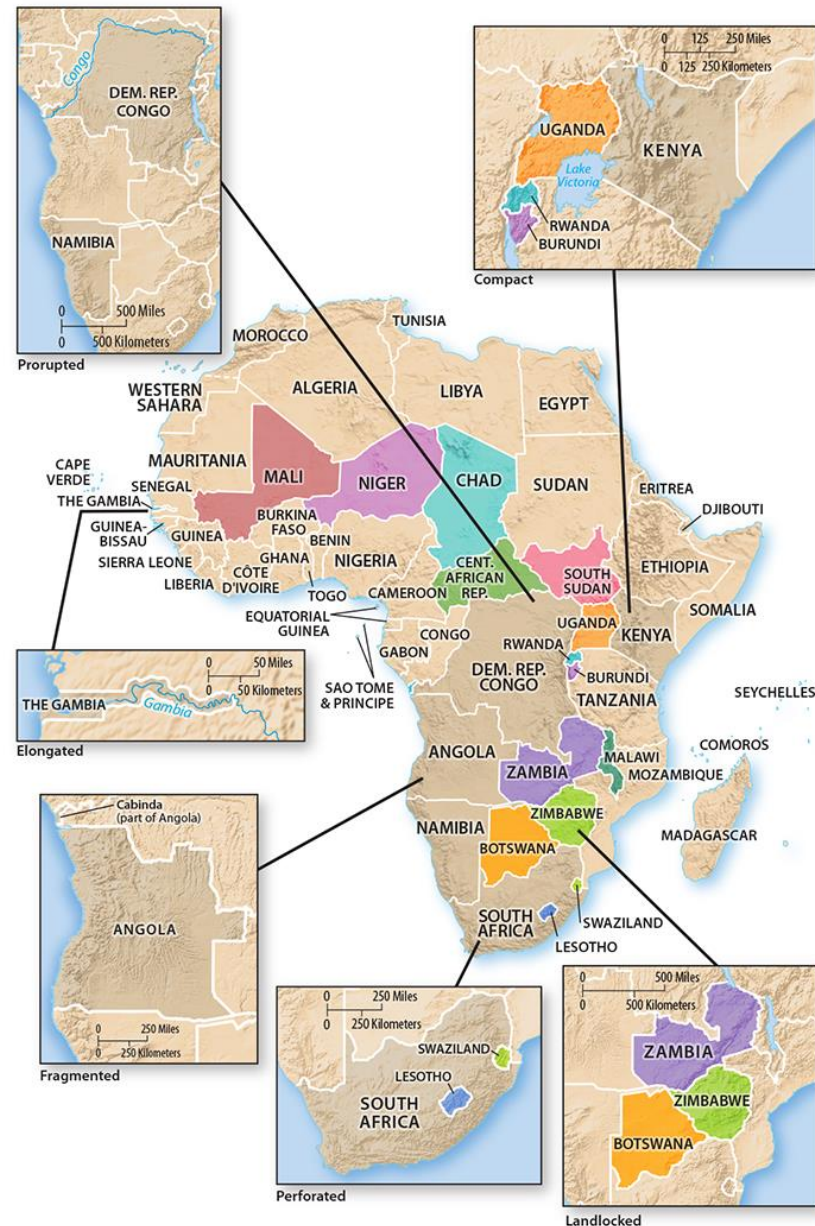 Congo
DEM. REP.
CONGO
NAMIBIA
0 500 Miles
0 500 Kilometers
Prorupted
0 125 250 Miles
0 125 250 Kilometers
UGANDA
KENYA
Lake
Victoria
RWANDA
BURUNDI
Compact
TUNISIA
MOROCCO
ALGERIA
LIBYA
EGYPT
WESTERN
SAHARA
MAURITANIA
MALI
NIGER
CHAD
SUDAN
ERITREA
DJIBOUTI
CAPE
VERDE
SENEGAL
THE GAMBIA
GUINEA-
BISSAU
GUINEA
SIERRA LEONE
LIBERIA
CÔTE
D'IVOIRE
BURKINA
FASO
GHANA
TOGO
BENIN
NIGERIA
CAMEROON
CENT.
AFRICAN
REP.
SOUTH
SUDAN
ETHIOPIA
SOMALIA
EQUATORIAL
GUINEA
GABON
CONGO
SAO TOME
& PRINCIPE
DEM. REP.
CONGO
UGANDA
KENYA
RWANDA
BURUNDI
TANZANIA
SEYCHELLES
COMOROS
ANGOLA
ZAMBIA
MALAWI
MOZAMBIQUE
MADAGASCAR
NAMIBIA
BOTSWANA
ZIMBABWE
SOUTH
AFRICA
SWAZILAND
LESOTHO
0 50 Miles
0 50 Kilometers
THE GAMBIA
Gambia
Elongated
Cabinda
(part of Angola)
ANGOLA
0 250 Miles
0 250 Kilometers
Fragmented
0 250 Miles
0 250 Kilometers
SWAZILAND
LESOTHO
SOUTH
AFRICA
Perforated
0 500 Miles
0 500 Kilometers
ZAMBIA
ZIMBABWE
BOTSWANA
Landlocked